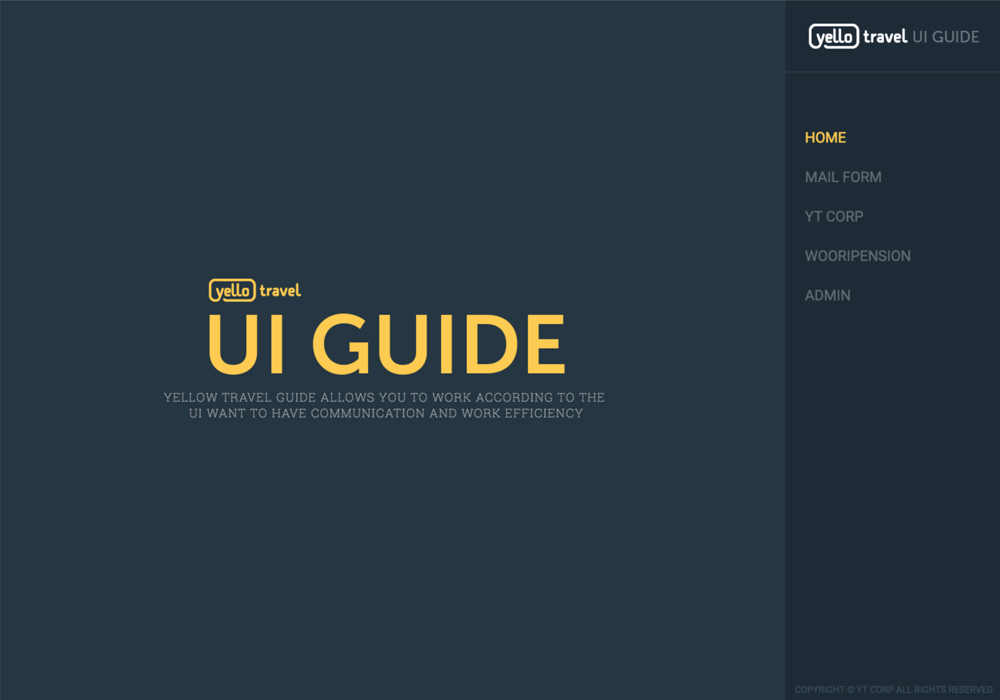 yello travel
UI GUIDE
YELLOW TRAVEL GUIDE ALLOWS YOU TO WORK ACCORDING TO THE
UI WANT TO HAVE COMMUNICATION AND WORK EFFICIENCY
yello travel UI GUIDE
HOME
MAIL FORM
YT CORP
WOORIPENSION
ADMIN
COPYRIGHT © YT CORP ALL RIGHTS RESERVED